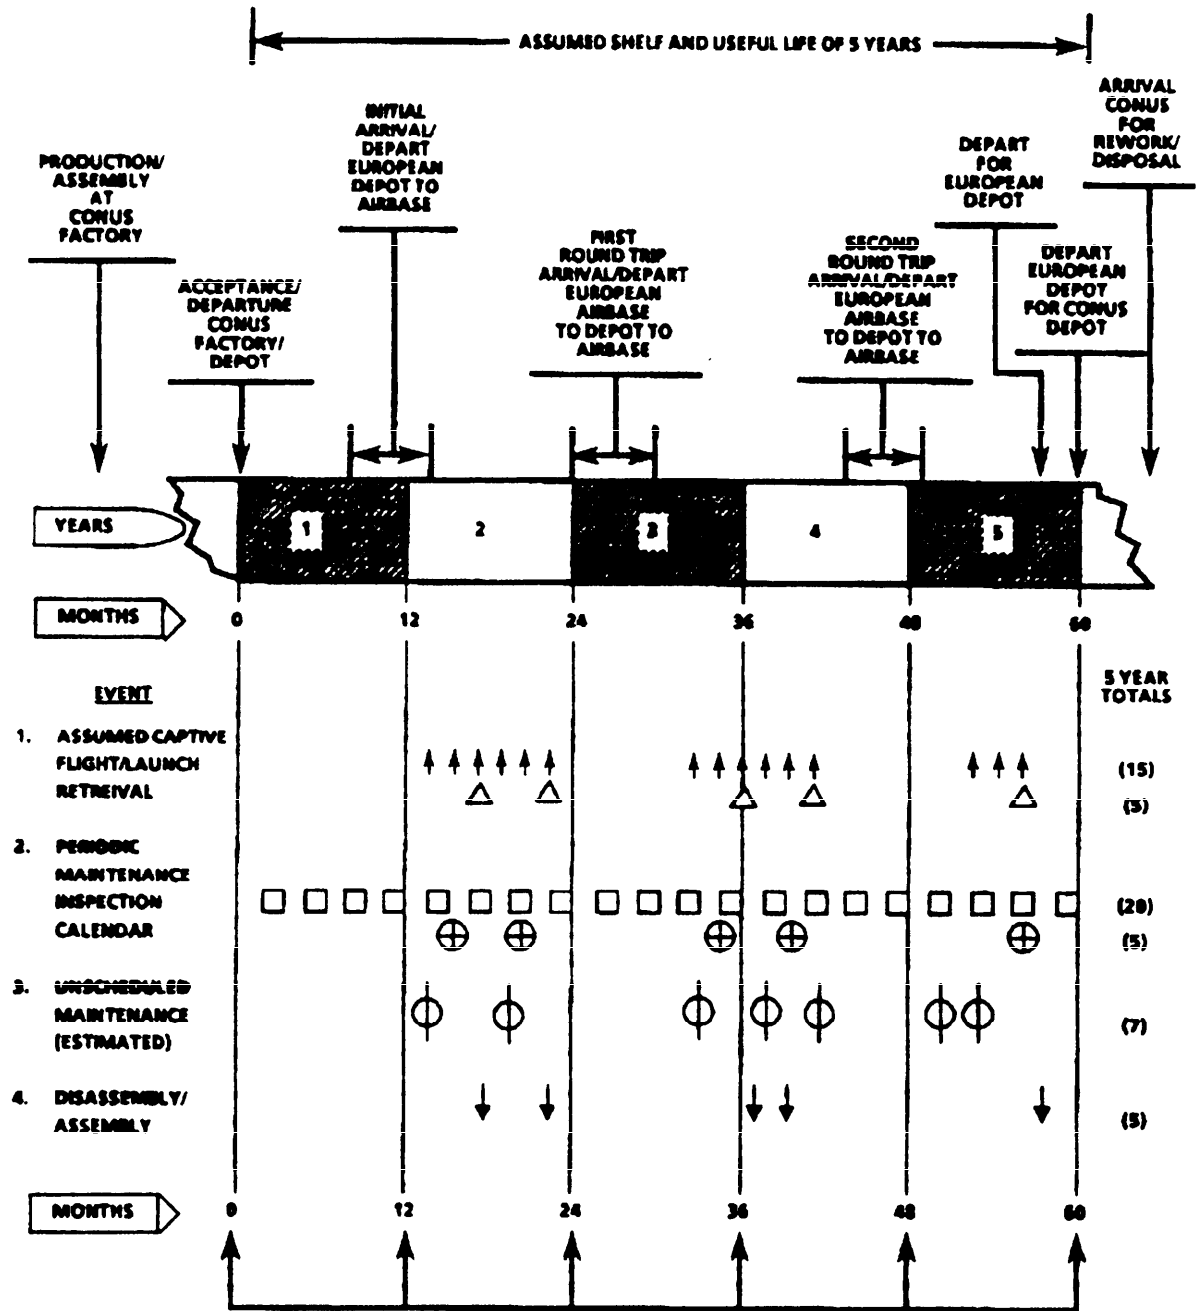 ASSUMED SHELF AND USEFUL LIFE OF 5 YEARS
PRODUCTION/
ASSEMBLY
AT
CONUS
FACTORY
ACCEPTANCE/
DEPARTURE
CONUS
FACTORY/
DEPOT
INITIAL
ARRIVAL/
DEPART
EUROPEAN
DEPOT TO
AIRBASE
FIRST
ROUND TRIP
ARRIVAL/DEPART
EUROPEAN
AIRBASE
TO DEPOT TO
AIRBASE
SECOND
ROUND TRIP
ARRIVAL/DEPART
EUROPEAN
AIRBASE
TO DEPOT TO
AIRBASE
DEPART
FOR
EUROPEAN
DEPOT
DEPART
EUROPEAN
DEPOT
FOR CONUS
DEPOT
ARRIVAL
CONUS
FOR
REWORK/
DISPOSAL
YEARS 1 2 3 4 5
MONTHS 0 12 24 36 48 60
EVENT
5 YEAR
TOTALS
1. ASSUMED CAPTIVE
FLIGHT/LAUNCH (15)
RETREIVAL (5)
2. PERIODIC
MAINTENANCE
INSPECTION (20)
CALENDAR (5)
3. UNSCHEDULED
MAINTENANCE (7)
(ESTIMATED)
4. DISASSEMBLY/
ASSEMBLY (5)
MONTHS 0 12 24 36 48 60